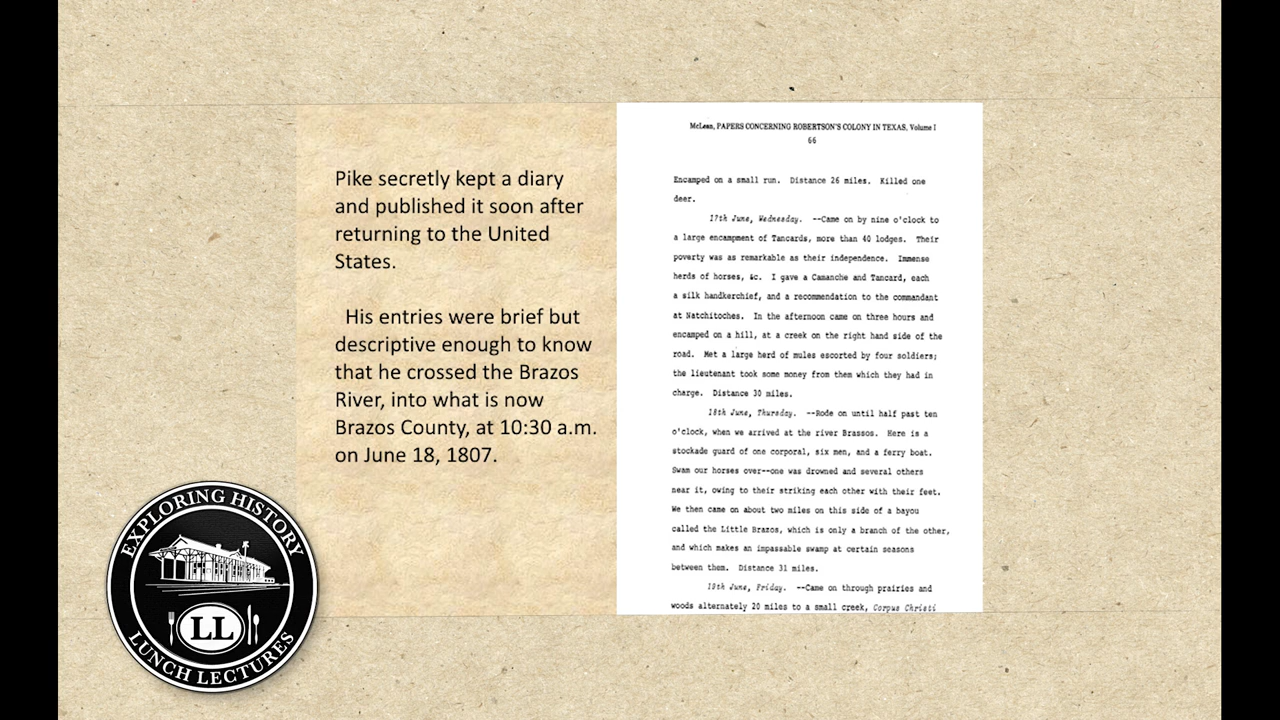 Pike secretly kept a diary
and published it soon after
returning to the United
States.
His entries were brief but
descriptive enough to know
that he crossed the Brazos
River, into what is now
Brazos County, at 10:30 a.m.
on June 18, 1807.
McLean, PAPERS CONCERNING ROBERTSON'S COLONY IN TEXAS, Volume I
66
Encamped on a small run. Distance 26 miles. Killed one
deer.
17th June, Wednesday. --Came on by nine o'clock to
a large encampment of Tancards, more than 40 lodges. Their
poverty was as remarkable as their independence. Immense
herds of horses, &c. I gave a Camanche and Tancard, each
a silk handkerchief, and a recommendation to the commandant
at Natchitoches. In the afternoon came on three hours and
encamped on a hill, at a creek on the right hand side of the
road. Met a large herd of mules escorted by four soldiers;
the lieutenant took some money from them which they had in
charge. Distance 30 miles.
18th June, Thursday. --Rode on until half past ten
o'clock, when we arrived at the river Brassos. Here is a
stockade guard of one corporal, six men, and a ferry boat.
Swam our horses over--one was drowned and several others
near it, owing to their striking each other with their feet.
We then came on about two miles on this side of a bayou
called the Little Brazos, which is only a branch of the other,
and which makes an impassable swamp at certain seasons
between them. Distance 31 miles.
19th June, Friday. --Came on through prairies and
woods alternately 20 miles to a small creek, Corpus Christi
EXPLORING HISTORY
LL
LUNCH LECTURES